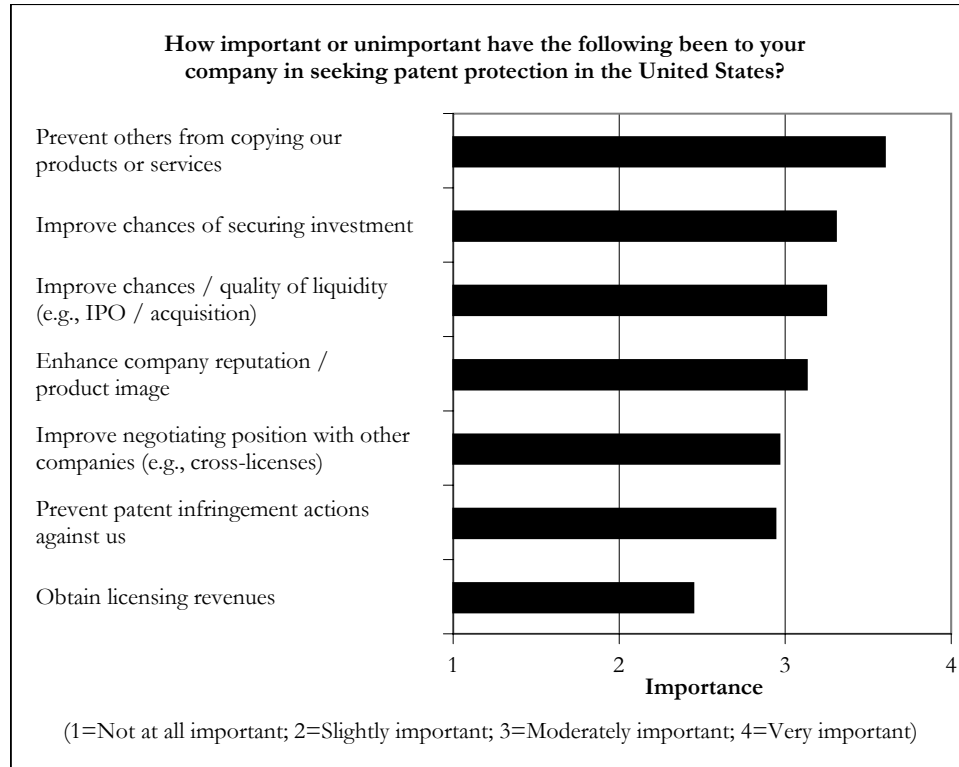 How important or unimportant have the following been to your
company in seeking patent protection in the United States?
Prevent others from copying our
products or services
Improve chances of securing investment
Improve chances / quality of liquidity
(e.g., IPO / acquisition)
Enhance company reputation /
product image
Improve negotiating position with other
companies (e.g., cross-licenses)
Prevent patent infringement actions
against us
Obtain licensing revenues
1 2 3 4
Importance
(1=Not at all important; 2=Slightly important; 3=Moderately important; 4=Very important)